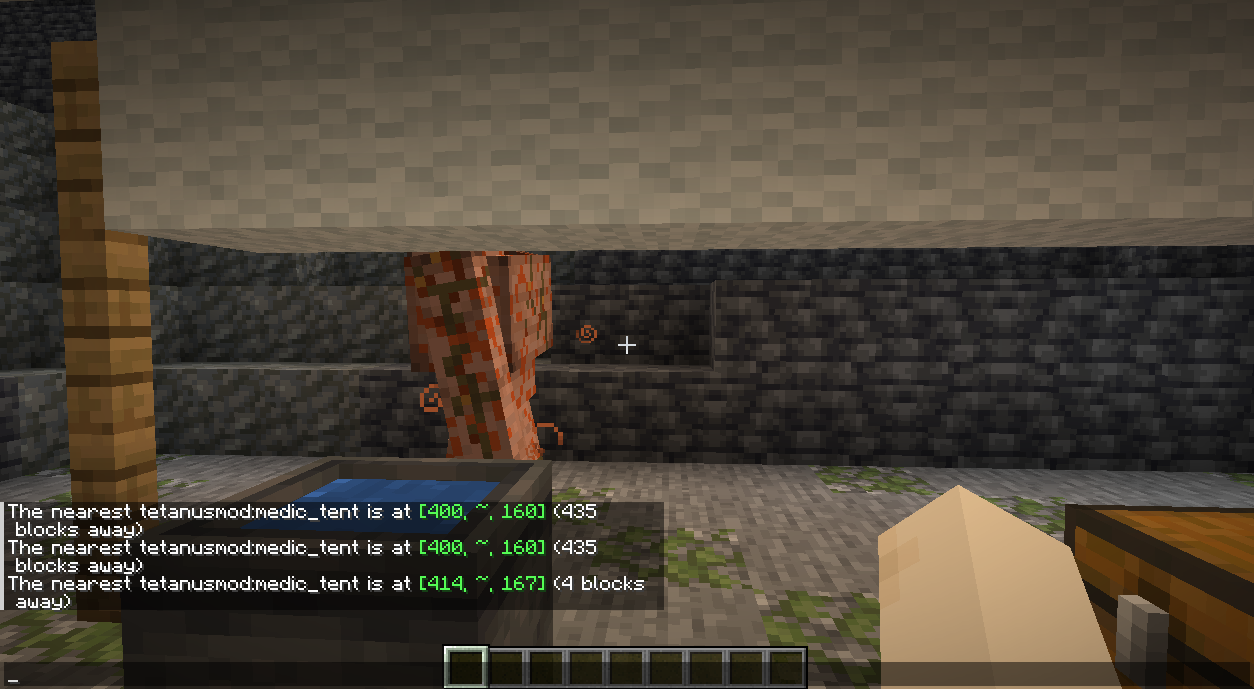 The nearest tetanusmod:medic_tent is at [400, ~, 160] (435
blocks away)
The nearest tetanusmod:medic_tent is at [400, ~, 160] (435
blocks away)
The nearest tetanusmod:medic_tent is at [414, ~, 167] (4 blocks
away)
_